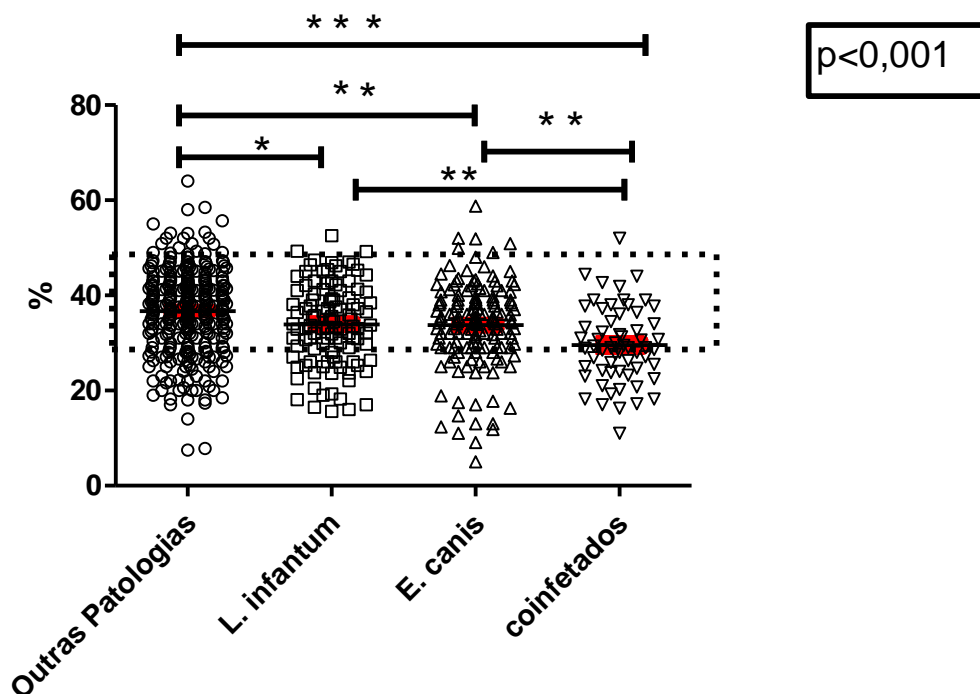 * * *
p<0,001
* *
* *
*
**
80
60
40
20
0
%
Outras Patologias
L. infantum
E. canis
coinfetados